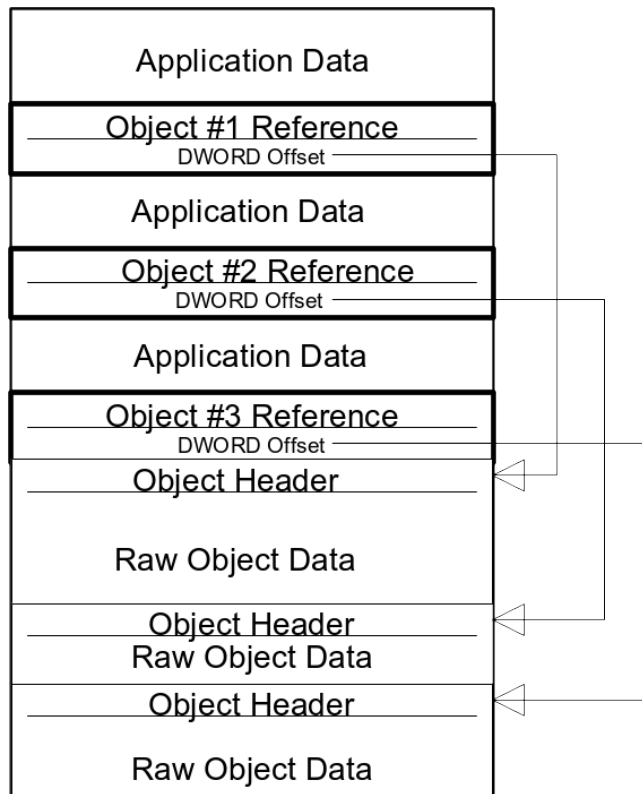 Application Data
Object #1 Reference
DWORD Offset
Application Data
Object #2 Reference
DWORD Offset
Application Data
Object #3 Reference
DWORD Offset
Object Header
Raw Object Data
Object Header
Raw Object Data
Object Header
Raw Object Data